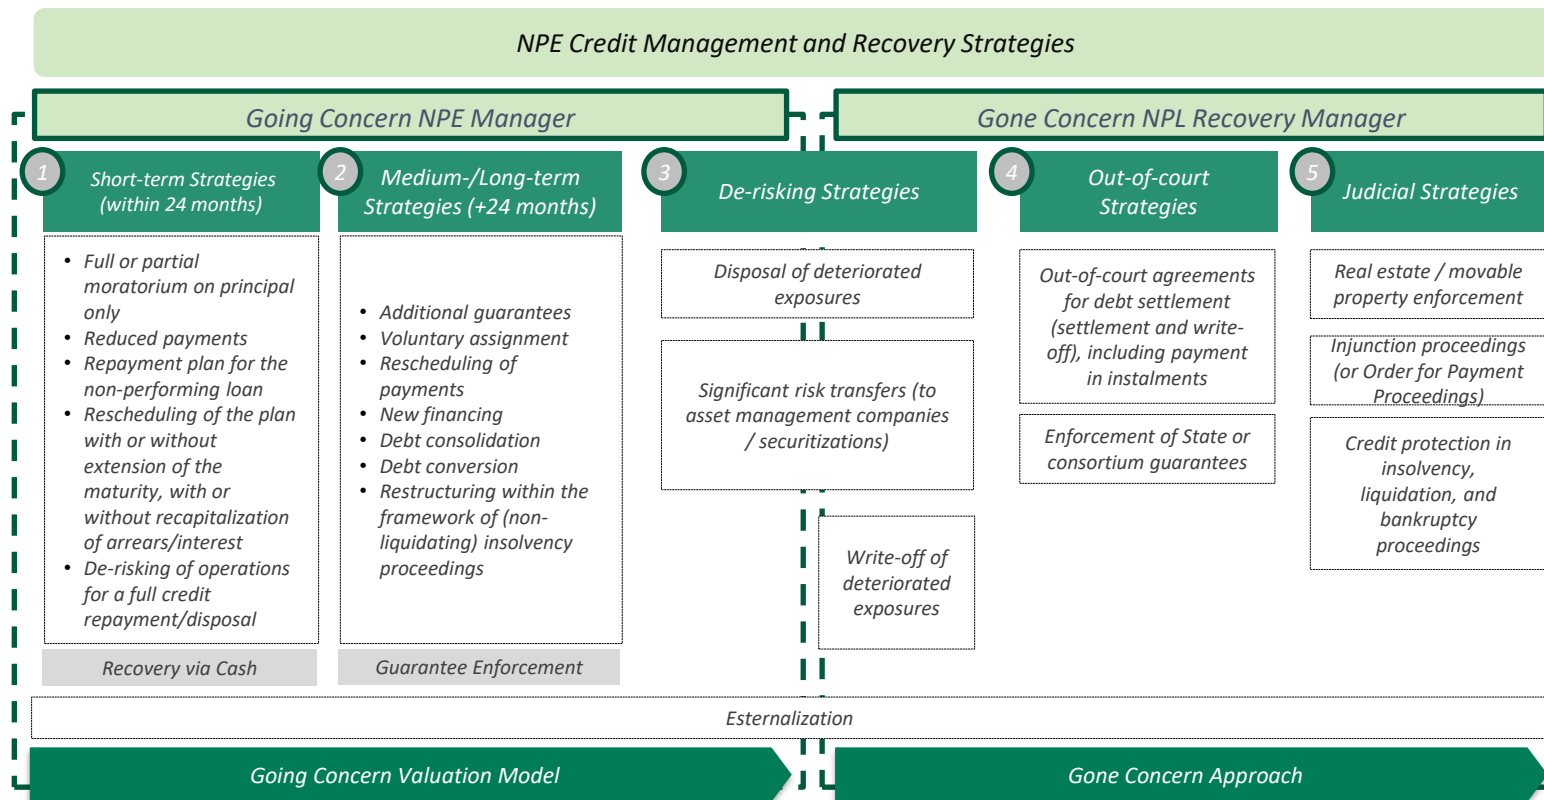 NPE Credit Management and Recovery Strategies
Going Concern NPE Manager
Gone Concern NPL Recovery Manager
1
Short-term Strategies
(within 24 months)
• Full or partial
moratorium on principal
only
• Reduced payments
• Repayment plan for the
non-performing loan
• Rescheduling of the plan
with or without
extension of the
maturity, with or
without recapitalization
of arrears/interest
• De-risking of operations
for a full credit
repayment/disposal
Recovery via Cash
2
Medium-/Long-term
Strategies (+24 months)
• Additional guarantees
• Voluntary assignment
• Rescheduling of
payments
• New financing
• Debt consolidation
• Debt conversion
• Restructuring within the
framework of (non-
liquidating) insolvency
proceedings
Guarantee Enforcement
3
De-risking Strategies
Disposal of deteriorated
exposures
Significant risk transfers (to
asset management companies
/ securitizations)
Write-off of
deteriorated
exposures
4
Out-of-court
Strategies
Out-of-court agreements
for debt settlement
(settlement and write-
off), including payment
in instalments
Enforcement of State or
consortium guarantees
5
Judicial Strategies
Real estate / movable
property enforcement
Injunction proceedings
(or Order for Payment
Proceedings)
Credit protection in
insolvency,
liquidation, and
bankruptcy
proceedings
Esternalization
Going Concern Valuation Model
Gone Concern Approach